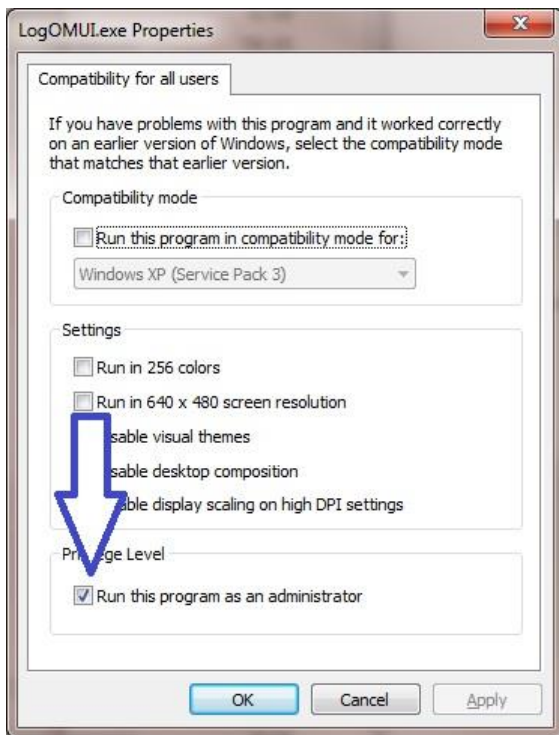 LogOMUI.exe Properties
Compatibility for all users
If you have problems with this program and it worked correctly
on an earlier version of Windows, select the compatibility mode
that matches that earlier version.
Compatibility mode
Run this program in compatibility mode for:
Windows XP (Service Pack 3)
Settings
Run in 256 colors
Run in 640 x 480 screen resolution
sable visual themes
sable desktop composition
able display scaling on high DPI settings
Level
Run this program as an administrator
OK
Cancel
Apply